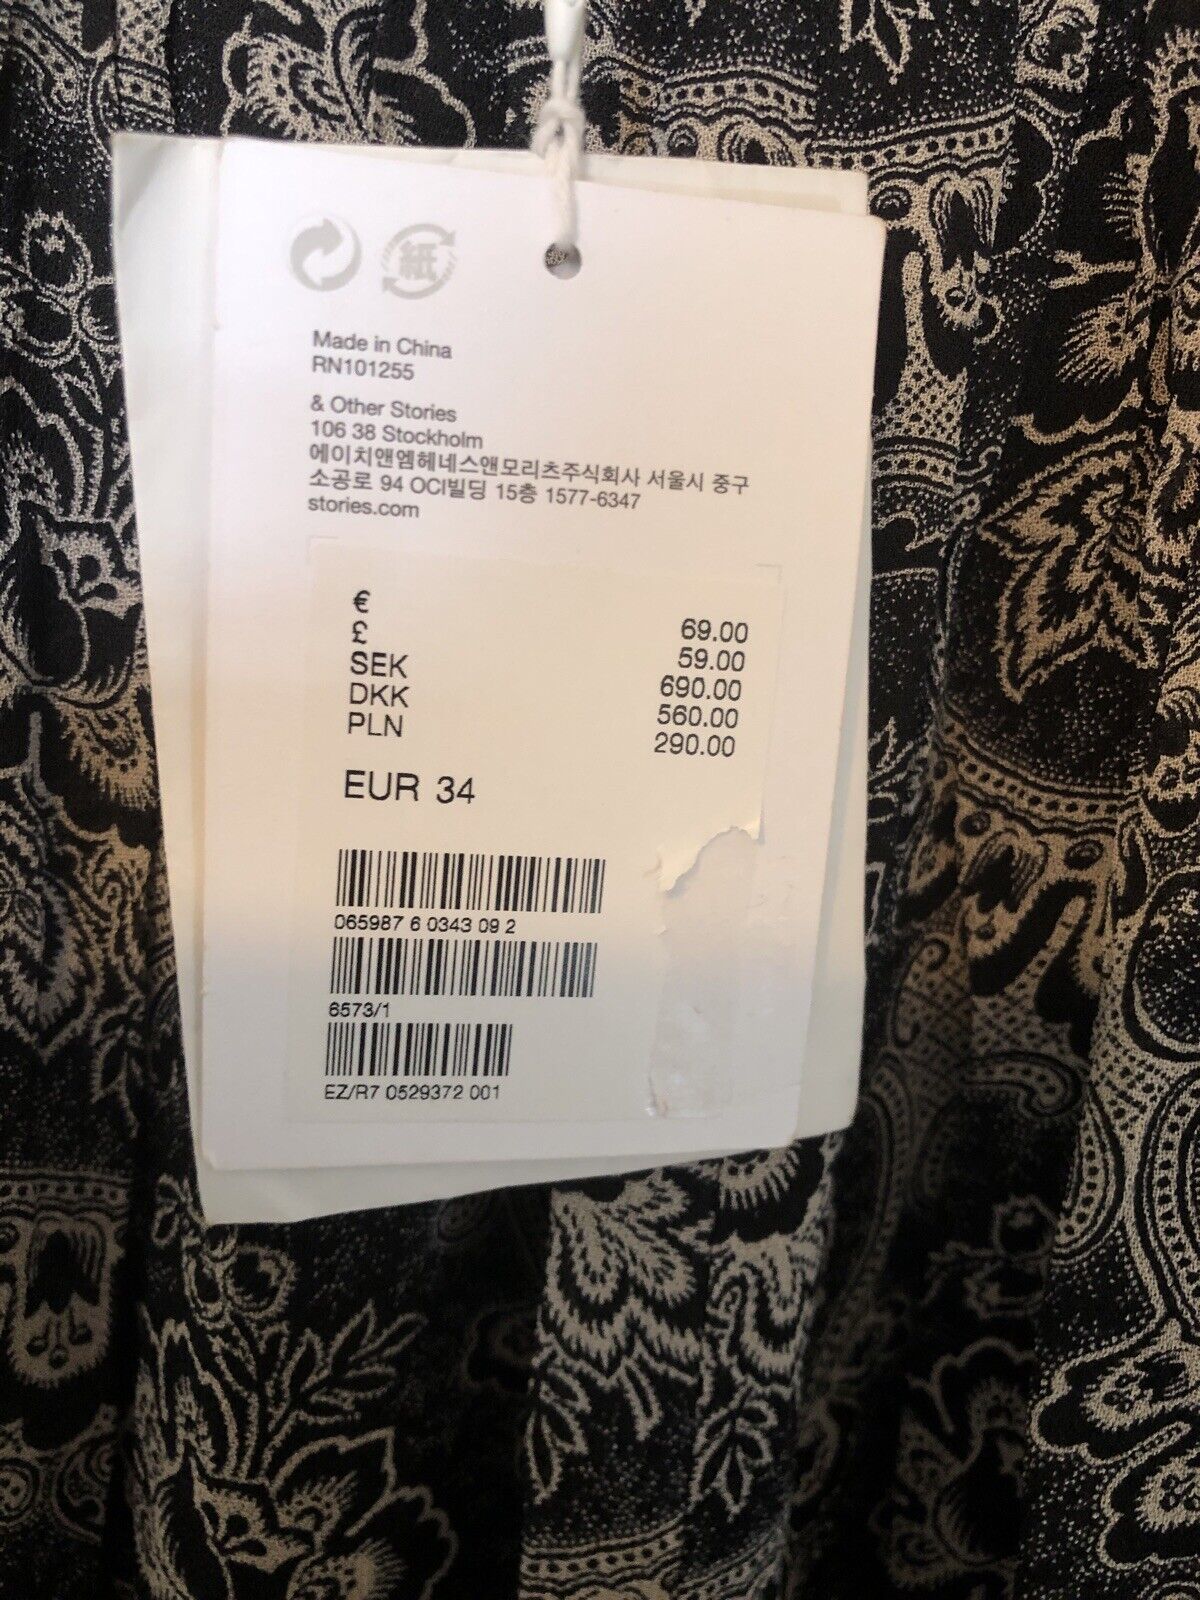 紙
Made in China
RN101255
& Other Stories
106 38 Stockholm
에이치앤엠헤네스앤모리츠주식회사 서울시 중구
소공로 94 OCI빌딩 15층 1577-6347
stories.com
€ 69.00
£ 59.00
SEK 690.00
DKK 560.00
PLN 290.00
EUR 34
065987 6 0343 09 2
6573/1
EZ/R7 0529372 001